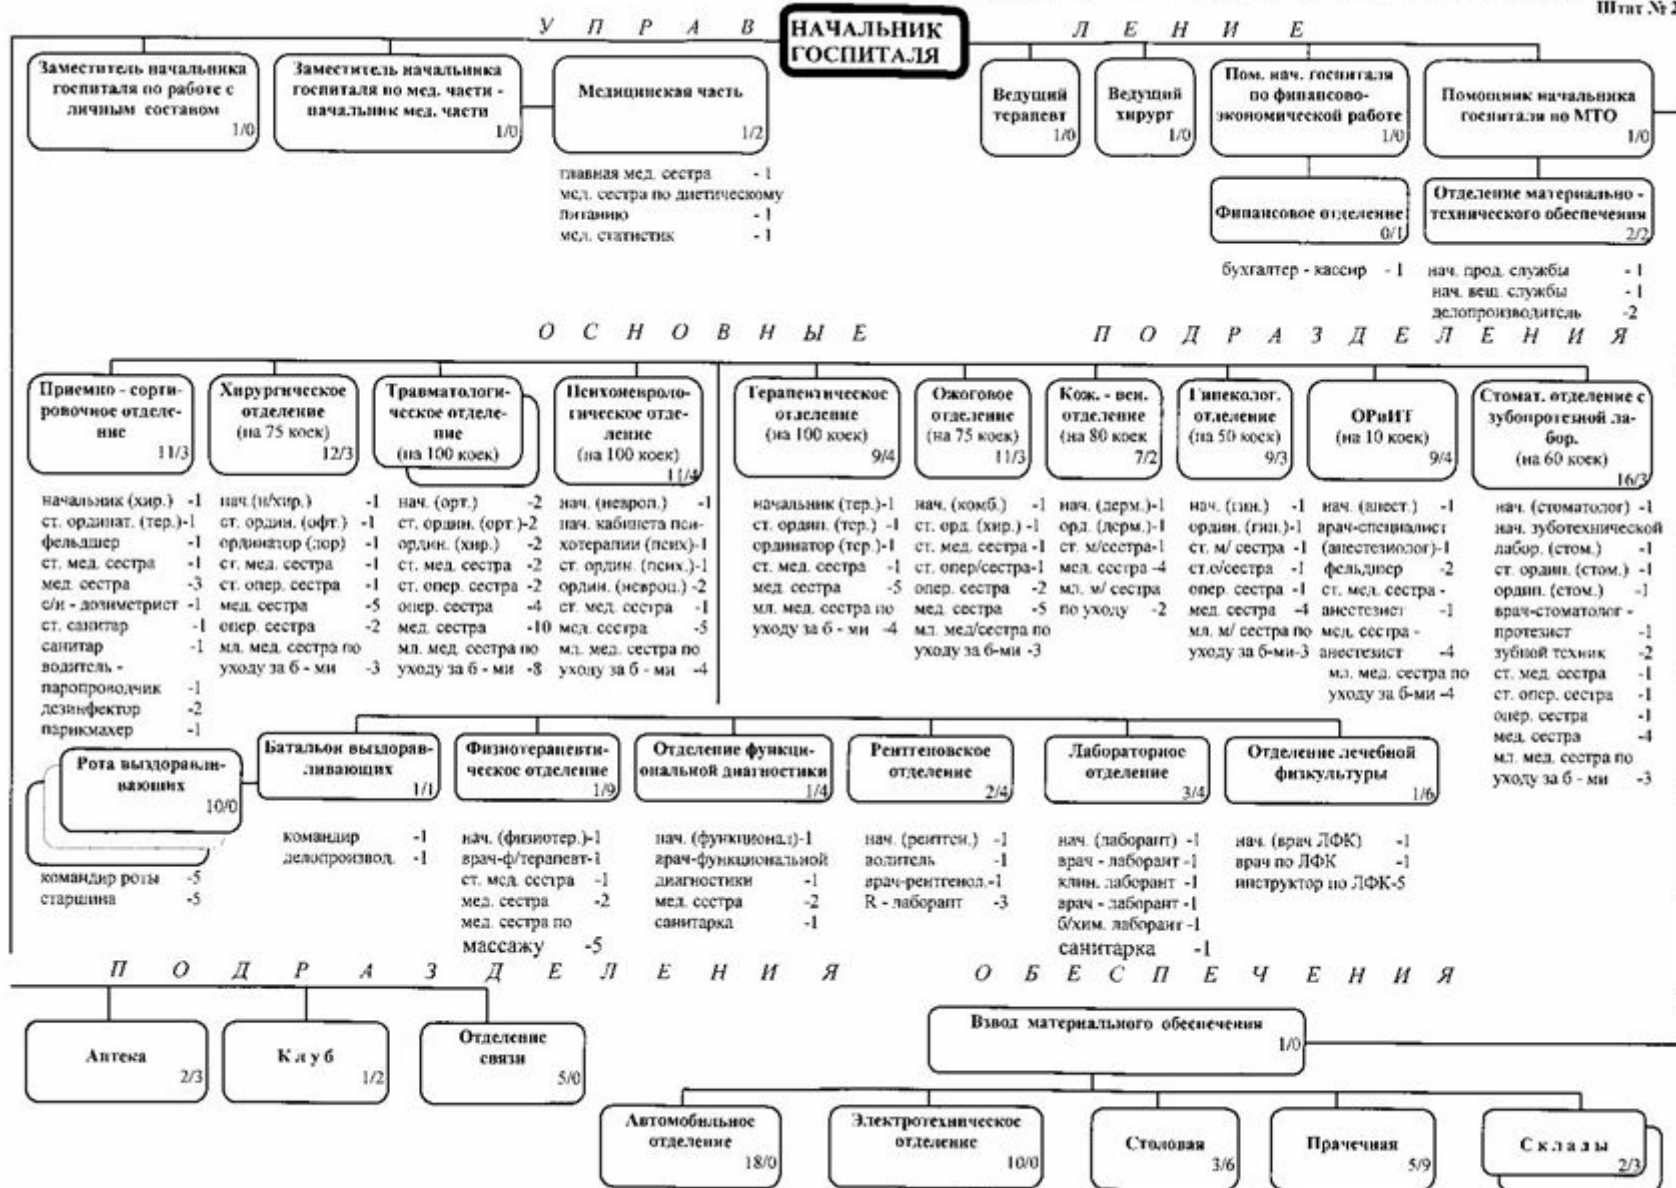 Штат № 2
У П Р А В Л Е Н И Е
НАЧАЛЬНИК
ГОСПИТАЛЯ
Заместитель начальника
госпиталя по работе с
личным составом
1/0
Заместитель начальника
госпиталя по мед. части -
начальник мед. части
1/0
Медицинская часть
1/2
Ведущий
терапевт
1/0
Ведущий
хирург
1/0
Пом. нач. госпиталя
по финансово-
экономической работе
1/0
Помощник начальника
госпиталя по МТО
1/0
главная мед. сестра - 1
мед. сестра по диетическому
питанию - 1
мед. статистик - 1
Финансовое отделение
0/1
Отделение материально -
технического обеспечения
2/2
бухгалтер - кассир - 1
нач. прод. службы - 1
нач. вещ. службы - 1
делопроизводитель -2
О С Н О В Н Ы Е П О Д Р А З Д Е Л Е Н И Я
Приемно - сорти-
ровочное отделе-
ние
11/3
Хирургическое
отделение
(на 75 коек)
12/3
Травматологи-
ческое отделе-
ние
(на 100 коек)
Психоневроло-
гическое отде-
ление
(на 100 коек)
11/4
Терапевтическое
отделение
(на 100 коек)
9/4
Ожоговое
отделение
(на 75 коек)
11/3
Кож. - вен.
отделение
(на 80 коек
7/2
Гинеколог.
отделение
(на 50 коек)
9/3
ОРиИТ
(на 10 коек)
9/4
Стомат. отделение с
зубопротезной ла-
бор.
(на 60 коек)
16/3
начальник (хир.) -1
ст. ординат. (тер.)-1
фельдшер -1
ст. мед. сестра -1
мед. сестра -3
с/и - дозиметрист -1
ст. санитар -1
санитар -1
водитель -
паропроводчик -1
дезинфектор -2
парикмахер -1
нач.(н/хир.) -1
ст. ордин. (офт.) -1
ординатор (лор) -1
ст. мед. сестра -1
ст. опер. сестра -1
мед. сестра -5
опер. сестра -2
мл. мед. сестра по
уходу за б - ми -3
нач. (орт.) -2
ст. ордин. (орт.)-2
ордин. (хир.) -2
ст. мед. сестра -2
ст. опер. сестра -2
опер. сестра -4
мед. сестра -10
мл. мед. сестра по
уходу за б - ми -8
нач. (невроп.) -1
нач. кабинета пси-
хотерапии (псих)-1
ст. ордин. (псих.)-1
ордин. (невроп.) -2
ст. мед. сестра -1
мед. сестра -5
мл. мед. сестра по
уходу за б - ми -4
начальник (тер.)-1
ст. ордин. (тер.) -1
ординатор (тер.)-1
ст. мед. сестра -1
мед. сестра -5
мл. мед. сестра по
уходу за б - ми -4
нач. (комб.) -1
ст. орд. (хир.) -1
ст. мед. сестра -1
ст. опер/сестра-1
опер. сестра -2
мед. сестра -5
мл. мед/сестра по
уходу за б-ми -3
нач. (дерм.)-1
орд. (дерм.)-1
ст. м/сестра-1
мед. сестра -4
мл. м/ сестра
по уходу -2
нач. (гин.) -1
ордин. (гин.)-1
ст. м/ сестра -1
ст.о/сестра -1
опер. сестра -1
мед. сестра -4
мл. м/ сестра по
уходу за б-ми-3
нач. (анест.) -1
врач-специалист
(анестезиолог)-1
фельдшер -2
ст. мед. сестра -
анестезист -1
мед. сестра -
анестезист -4
мл. мед. сестра по
уходу за б-ми -4
нач. (стоматолог) -1
нач. зуботехнической
лабор. (стом.) -1
ст. ордин. (стом.) -1
ордин. (стом.) -1
врач-стоматолог -
протезист -1
зубной техник -2
ст. мед. сестра -1
ст. опер. сестра -1
опер. сестра -1
мед. сестра -4
мл. мед. сестра по
уходу за б - ми -3
Рота выздоравли-
вающих
10/0
Батальон выздорав-
ливающих
1/1
Физиотерапевти-
ческое отделение
1/9
Отделение функци-
ональной диагностики
1/4
Рентгеновское
отделение
2/4
Лабораторное
отделение
3/4
Отделение лечебной
физкультуры
1/6
командир роты -5
старшина -5
командир -1
делопроизвод. -1
нач. (физиотер.)-1
врач-ф/терапевт-1
ст. мед. сестра -1
мед. сестра -2
мед. сестра по
массажу -5
нач. (функционал)-1
врач-функциональной
диагностики -1
мед. сестра -2
санитарка -1
нач. (рентген.) -1
водитель -1
врач-рентгенол.-1
R - лаборант -3
нач. (лаборант) -1
врач - лаборант -1
клин. лаборант -1
врач - лаборант -1
б/хим. лаборант -1
санитарка -1
нач. (врач ЛФК) -1
врач по ЛФК -1
инструктор по ЛФК-5
П О Д Р А З Д Е Л Е Н И Я О Б Е С П Е Ч Е Н И Я
Аптека
2/3
К л у б
1/2
Отделение
связи
5/0
Взвод материального обеспечения
1/0
Автомобильное
отделение
18/0
Электротехническое
отделение
10/0
Столовая
3/6
Прачечная
5/9
С к л а д ы
2/3